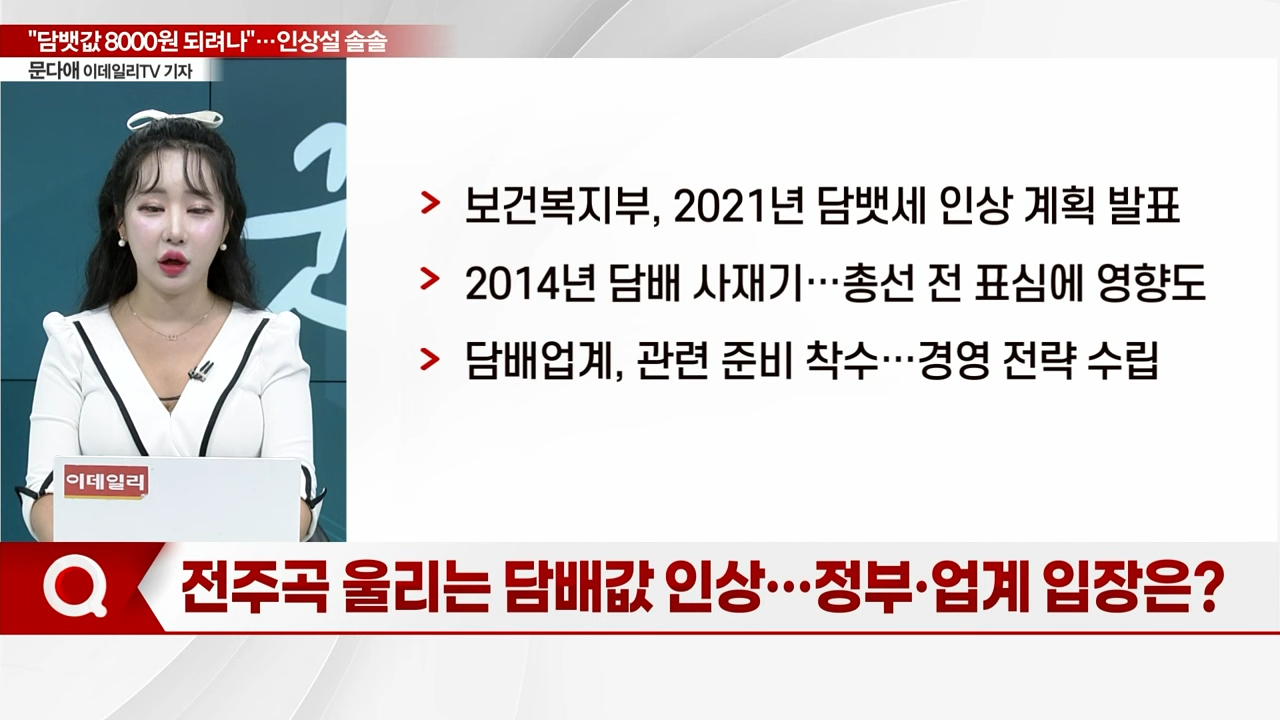 "담뱃값 8000원 되려나"…인상설 솔솔
문다애 이데일리TV 기자
> 보건복지부, 2021년 담뱃세 인상 계획 발표
> 2014년 담배 사재기…총선 전 표심에 영향도
> 담배업계, 관련 준비 착수…경영 전략 수립
이데일리
Q 전주곡 울리는 담배값 인상…정부·업계 입장은?